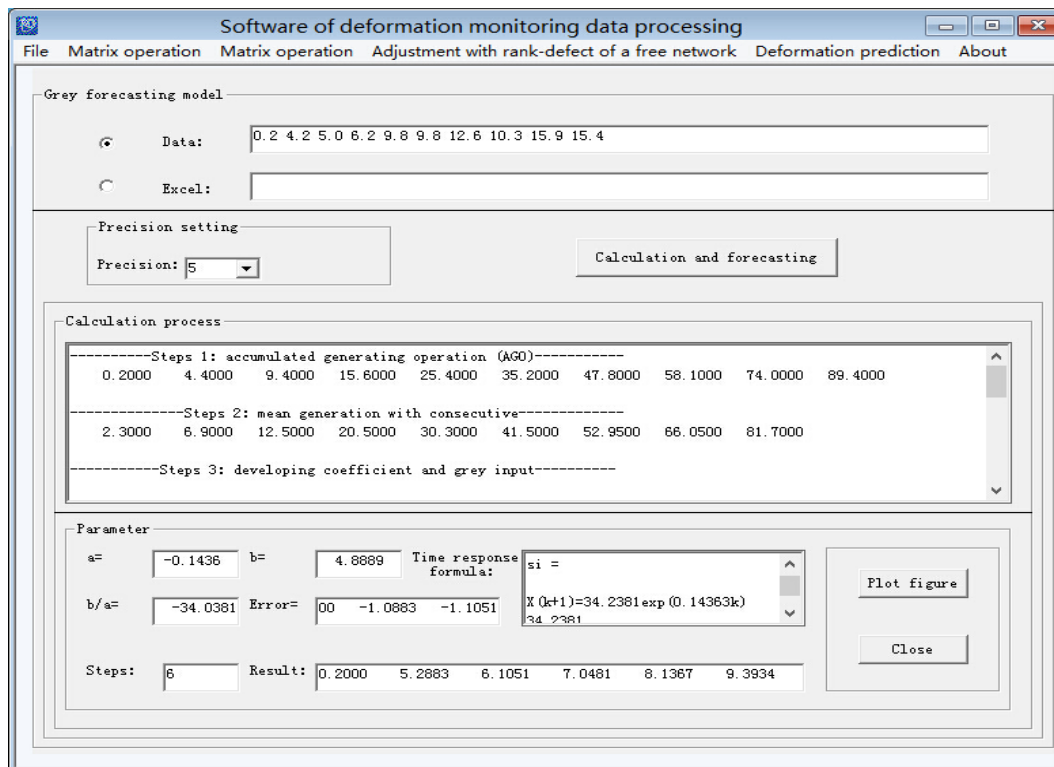 Software of deformation monitoring data processing
File Matrix operation Matrix operation Adjustment with rank-defect of a free network Deformation prediction About
Grey forecasting model
Data: 0.2 4.2 5.0 6.2 9.8 9.8 12.6 10.3 15.9 15.4
Excel:
Precision setting
Precision: 5
Calculation and forecasting
Calculation process
----------Steps 1: accumulated generating operation (AGO)-----------
0.2000 4.4000 9.4000 15.6000 25.4000 35.2000 47.8000 58.1000 74.0000 89.4000
--------------Steps 2: mean generation with consecutive-------------
2.3000 6.9000 12.5000 20.5000 30.3000 41.5000 52.9500 66.0500 81.7000
-----------Steps 3: developing coefficient and grey input----------
Parameter
a= -0.1436 b= 4.8889 Time response formula:
si =
X(k+1)=34.2381exp(0.14363k)
34.2381
b/a= -34.0381 Error= 00 -1.0883 -1.1051
Steps: 6 Result: 0.2000 5.2883 6.1051 7.0481 8.1367 9.3934
Plot figure
Close